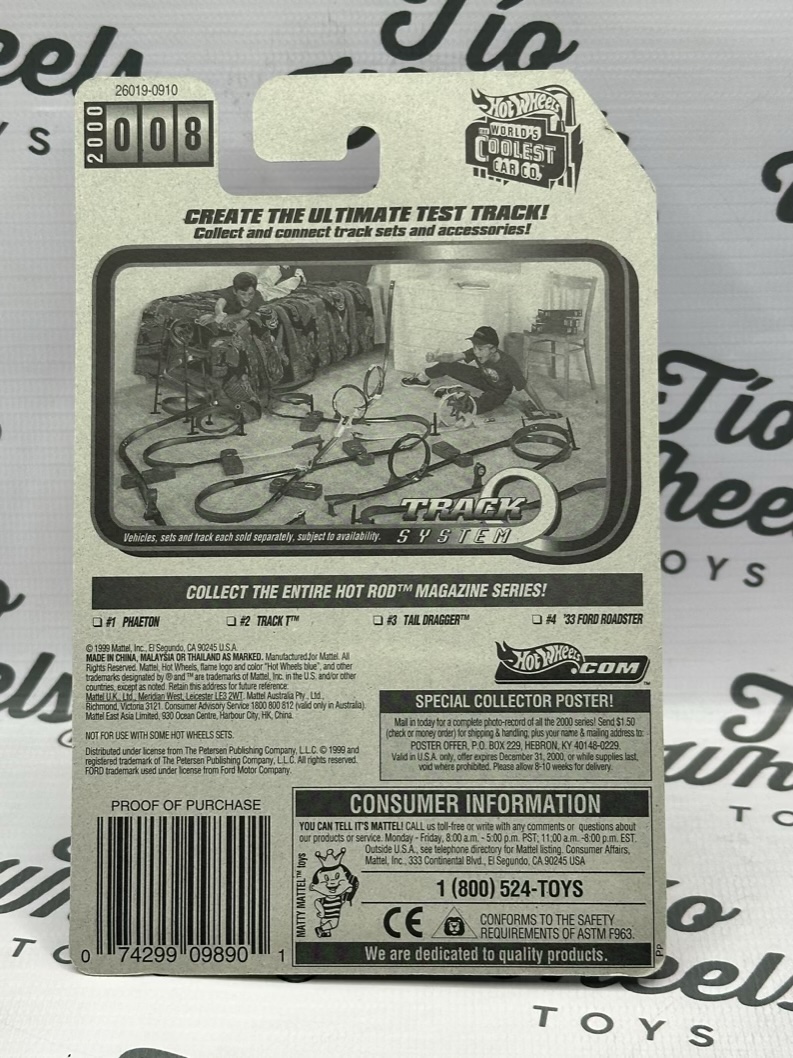 26019-0910
2000
008
HOT WHEELS
THE WORLD'S
COOLEST
CAR CO.™
CREATE THE ULTIMATE TEST TRACK!
Collect and connect track sets and accessories!
TRACK
SYSTEM
Vehicles, sets and track each sold separately, subject to availability.
COLLECT THE ENTIRE HOT ROD™ MAGAZINE SERIES!
#1 PHAETON
#2 TRACK T™
#3 TAIL DRAGGER™
#4 '33 FORD ROADSTER
© 1999 Mattel, Inc., El Segundo, CA 90245 U.S.A.
MADE IN CHINA, MALAYSIA OR THAILAND AS MARKED. Manufactured for Mattel. All
Rights Reserved. Mattel, Hot Wheels, flame logo and color "Hot Wheels blue", and other
trademarks designated by ® and ™ are trademarks of Mattel, Inc. in the U.S. and/or other
countries, except as noted. Retain this address for future reference:
Mattel U.K., Ltd., Meridian West, Leicester LE3 2WT. Mattel Australia Pty., Ltd.,
Richmond, Victoria 3121. Consumer Advisory Service 1800 800 812 (valid only in Australia).
Mattel East Asia Limited, 930 Ocean Centre, Harbour City, HK, China.
NOT FOR USE WITH SOME HOT WHEELS SETS.
Distributed under license from The Petersen Publishing Company, L.L.C. © 1999 and
registered trademark of The Petersen Publishing Company, L.L.C. All rights reserved.
FORD trademark used under license from Ford Motor Company.
HOT WHEELS.COM™
SPECIAL COLLECTOR POSTER!
Mail in today for a complete photo-record of all the 2000 series! Send $1.50
(check or money order) for shipping & handling, plus your name & mailing address to:
POSTER OFFER, P.O. BOX 229, HEBRON, KY 40148-0229.
Valid in U.S.A. only, offer expires December 31, 2000, or while supplies last,
void where prohibited. Please allow 8-10 weeks for delivery.
PROOF OF PURCHASE
0 74299 09890 1
CONSUMER INFORMATION
YOU CAN TELL IT'S MATTEL! CALL us toll-free or write with any comments or questions about
our products or service. Monday - Friday, 8:00 a.m. - 5:00 p.m. PST; 11:00 a.m. -8:00 p.m. EST.
Outside U.S.A., see telephone directory for Mattel listing. Consumer Affairs,
Mattel, Inc., 333 Continental Blvd., El Segundo, CA 90245 USA
MATTY MATTEL™ toys
1 (800) 524-TOYS
CE
CONFORMS TO THE SAFETY
REQUIREMENTS OF ASTM F963.
We are dedicated to quality products.
Pp
Tío
Wheels
TOYS